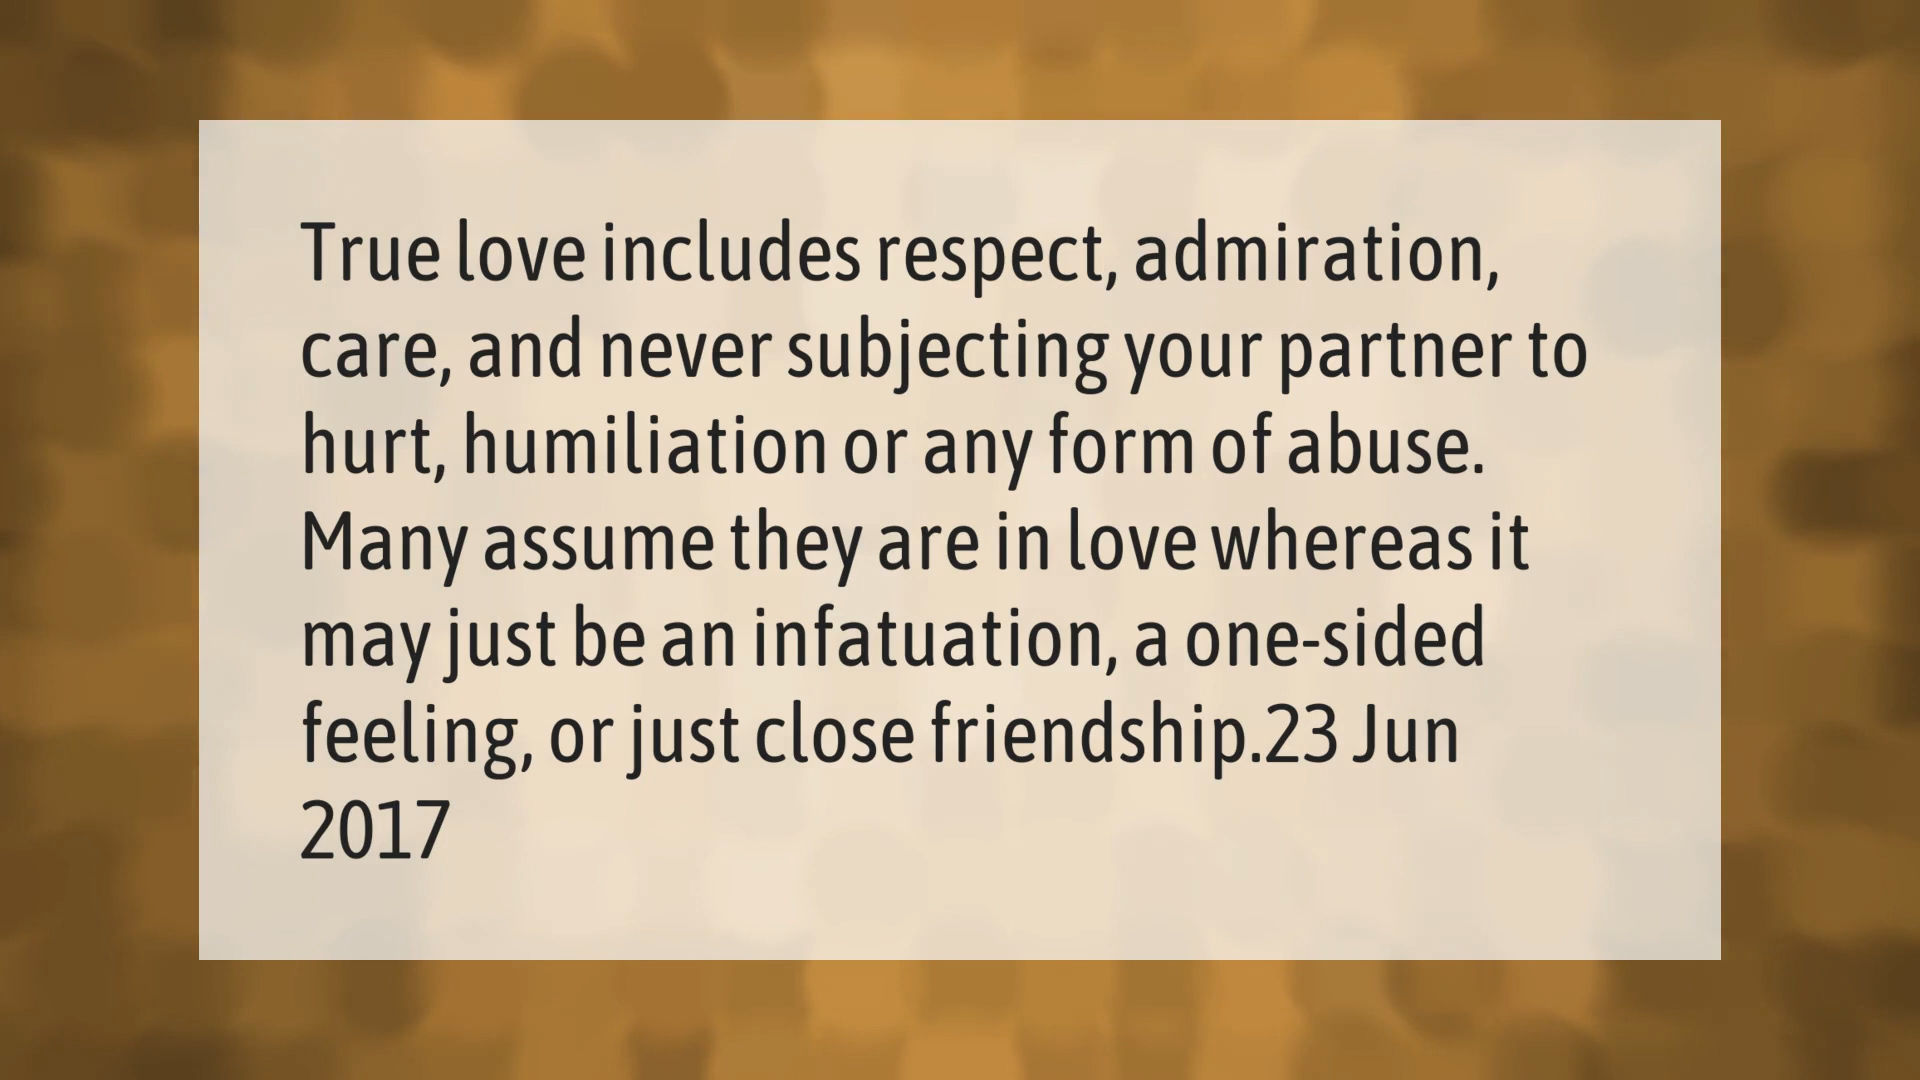 True love includes respect, admiration,
care, and never subjecting your partner to
hurt, humiliation or any form of abuse.
Many assume they are in love whereas it
may just be an infatuation, a one-sided
feeling, or just close friendship.23 Jun
2017